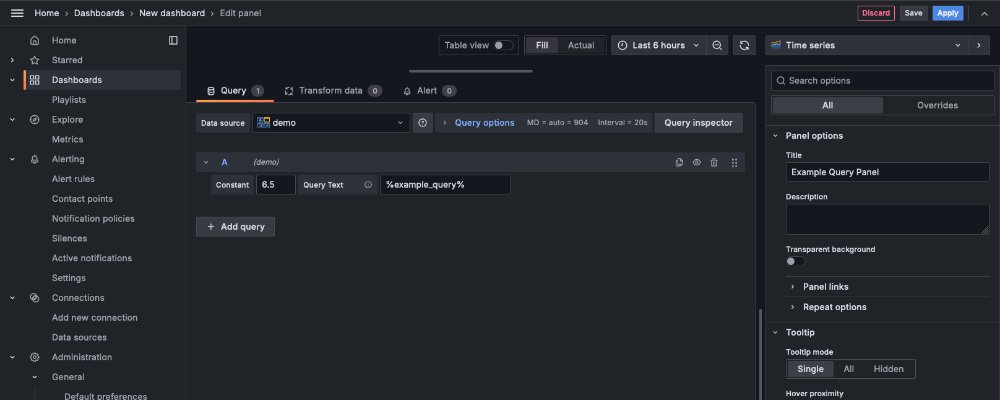 Home › Dashboards › New dashboard › Edit panel
Discard
Save
Apply
Home
Starred
Dashboards
Playlists
Explore
Metrics
Alerting
Alert rules
Contact points
Notification policies
Silences
Active notifications
Settings
Connections
Add new connection
Data sources
Administration
General
Default preferences
Table view
Fill
Actual
Last 6 hours
Query 1
Transform data 0
Alert 0
Data source
demo
Query options
MD = auto = 904
Interval = 20s
Query inspector
A
(demo)
Constant
6.5
Query Text
%example_query%
+ Add query
Time series
Search options
All
Overrides
Panel options
Title
Example Query Panel
Description
Transparent background
Panel links
Repeat options
Tooltip
Tooltip mode
Single
All
Hidden
Hover proximity